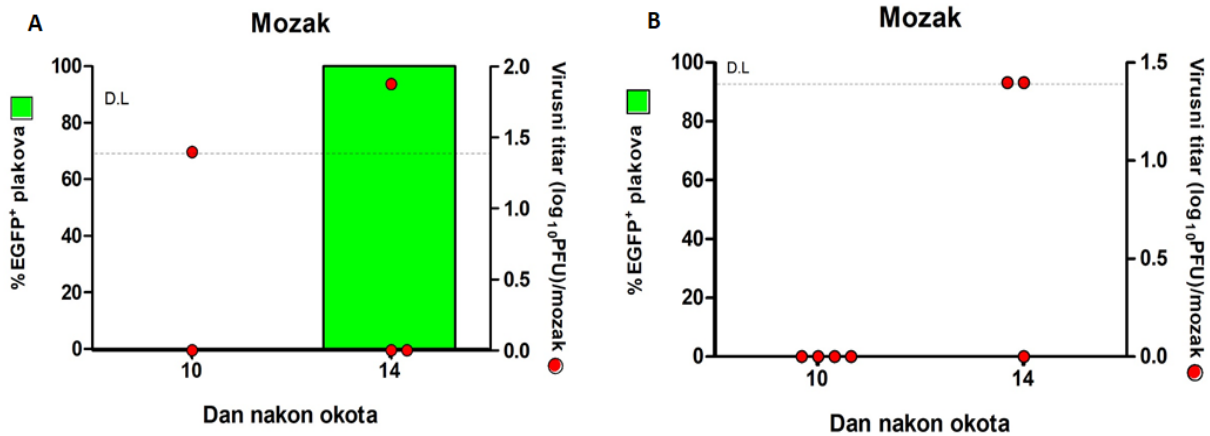 A
Mozak
100
80
60
40
20
0
%EGFP⁺ plakova
D.L
2.0
1.5
1.0
0.5
0.0
Virusni titar (log₁₀PFU)/mozak
10 14
Dan nakon okota
B
Mozak
100
80
60
40
20
0
%EGFP⁺ plakova
D.L
1.5
1.0
0.5
0.0
Virusni titar (log₁₀PFU)/mozak
10 14
Dan nakon okota